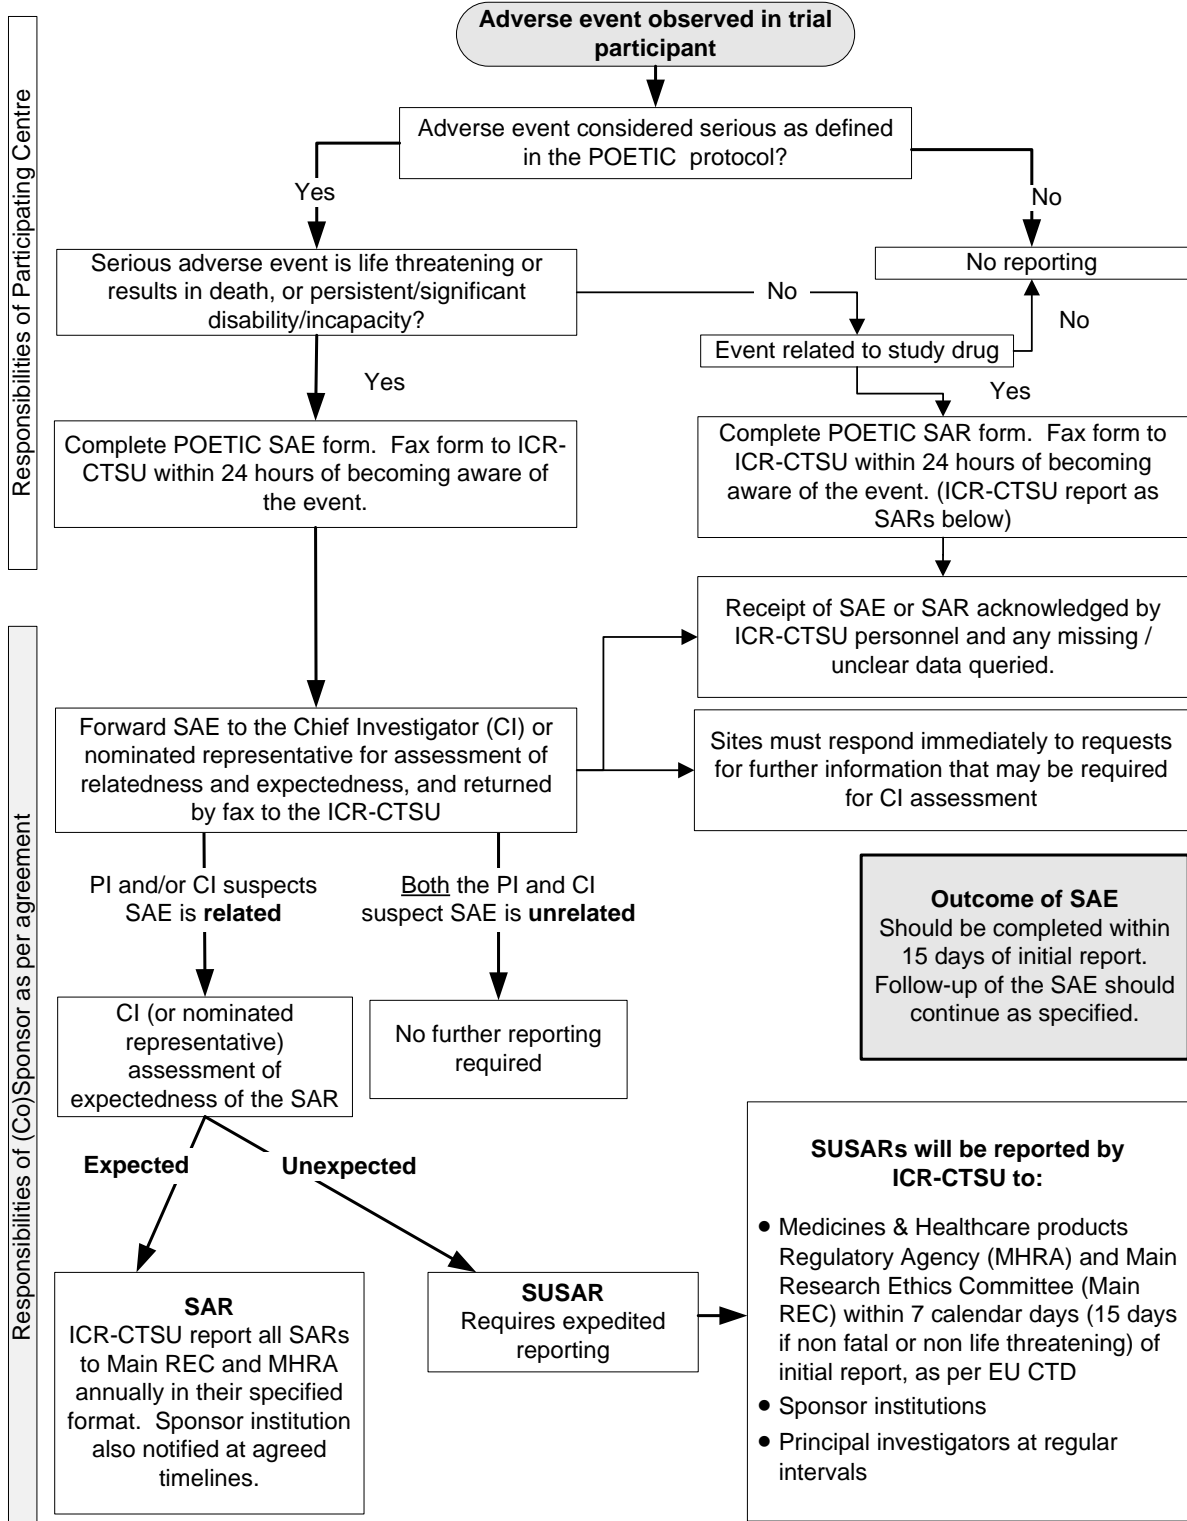 Adverse event observed in trial
participant
Responsibilities of Participating Centre
Adverse event considered serious as defined
in the POETIC  protocol?
Yes
No
Serious adverse event is life threatening or
results in death, or persistent/significant
disability/incapacity?
No
No reporting
No
Event related to study drug
Yes
Yes
Complete POETIC SAE form.  Fax form to ICR-
CTSU within 24 hours of becoming aware of
the event.
Complete POETIC SAR form.  Fax form to
ICR-CTSU within 24 hours of becoming
aware of the event. (ICR-CTSU report as
SARs below)
Responsibilities of (Co)Sponsor as per agreement
Receipt of SAE or SAR acknowledged by
ICR-CTSU personnel and any missing /
unclear data queried.
Forward SAE to the Chief Investigator (CI) or
nominated representative for assessment of
relatedness and expectedness, and returned
by fax to the ICR-CTSU
Sites must respond immediately to requests
for further information that may be required
for CI assessment
PI and/or CI suspects
SAE is related
Both the PI and CI
suspect SAE is unrelated
Outcome of SAE
Should be completed within
15 days of initial report.
Follow-up of the SAE should
continue as specified.
CI (or nominated
representative)
assessment of
expectedness of the SAR
No further reporting
required
Expected
Unexpected
SAR
ICR-CTSU report all SARs
to Main REC and MHRA
annually in their specified
format.  Sponsor institution
also notified at agreed
timelines.
SUSAR
Requires expedited
reporting
SUSARs will be reported by
ICR-CTSU to:
• Medicines & Healthcare products
Regulatory Agency (MHRA) and Main
Research Ethics Committee (Main
REC) within 7 calendar days (15 days
if non fatal or non life threatening) of
initial report, as per EU CTD
• Sponsor institutions
• Principal investigators at regular
intervals